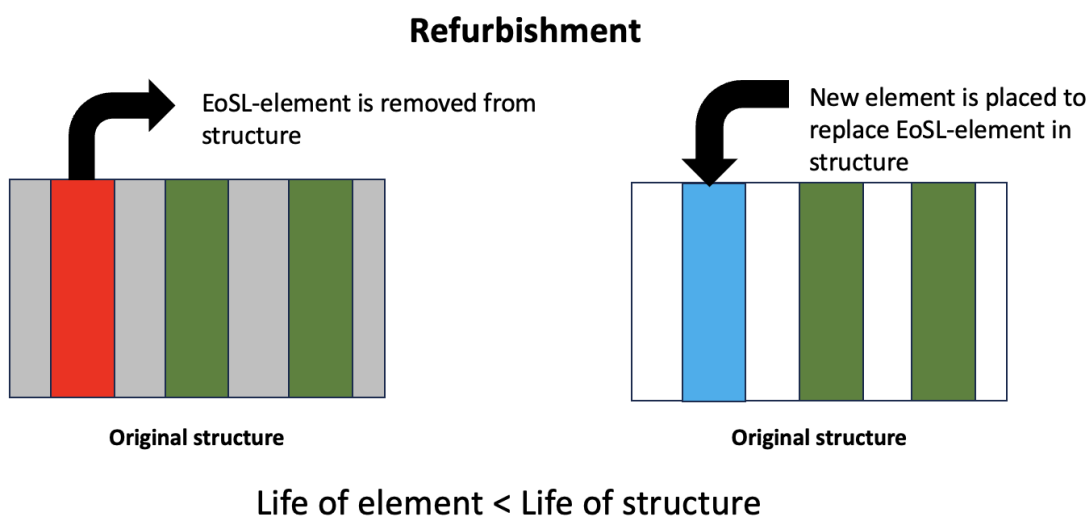 Refurbishment
EoSL-element is removed from
structure
New element is placed to
replace EoSL-element in
structure
Original structure
Original structure
Life of element < Life of structure